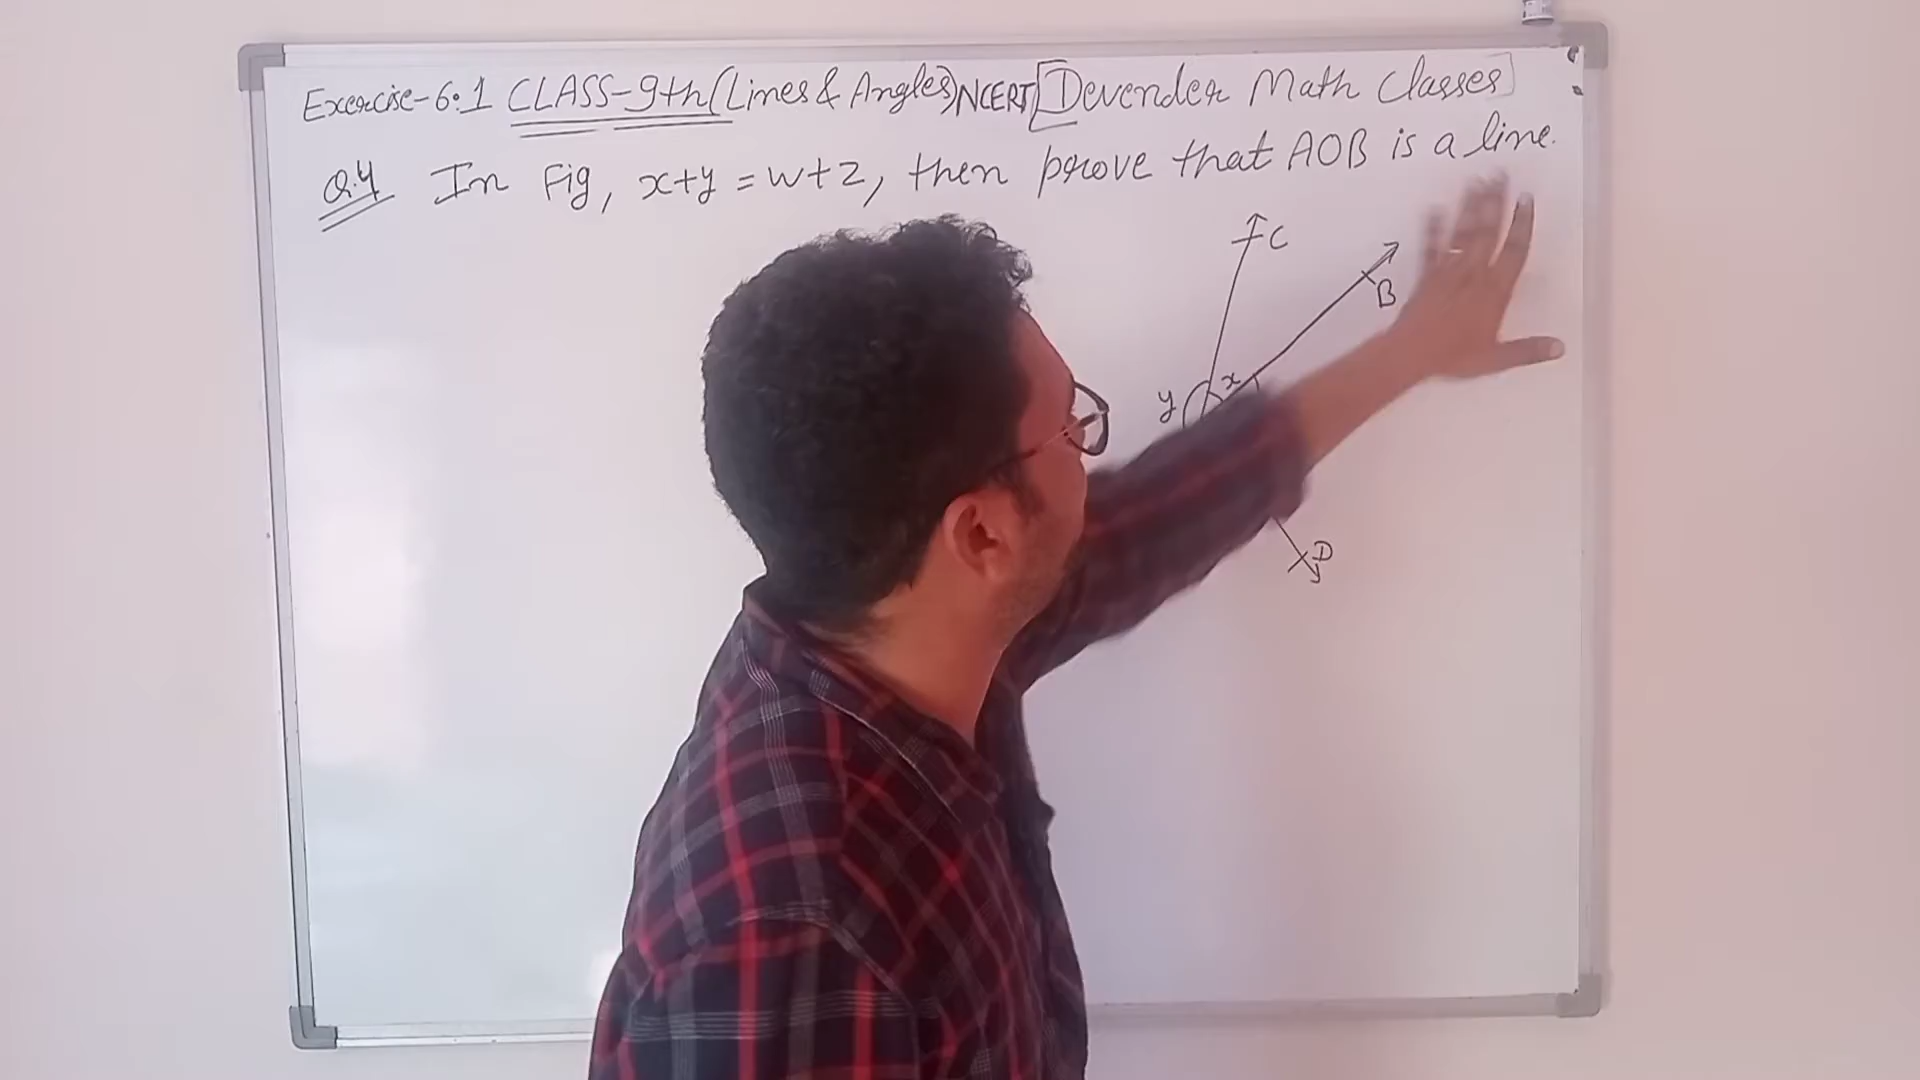 Exercise-6.1 CLASS-9th (Lines & Angles) NCERT [Devender Math Classes]
Q.4 In Fig, x+y = w+z, then prove that AOB is a line.
C
B
x
y
D